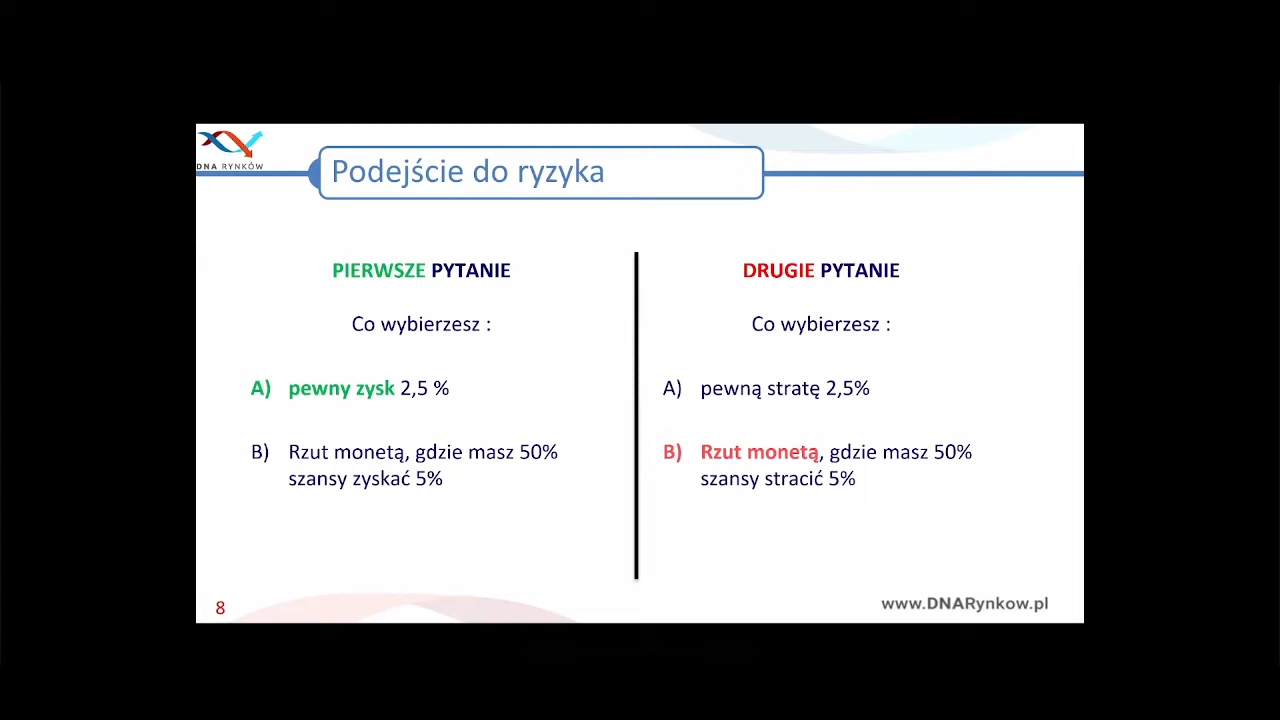 DNA RYNKÓW
Podejście do ryzyka
PIERWSZE PYTANIE
Co wybierzesz :
A) pewny zysk 2,5 %
B) Rzut monetą, gdzie masz 50%
szansy zyskać 5%
DRUGIE PYTANIE
Co wybierzesz :
A) pewną stratę 2,5%
B) Rzut monetą, gdzie masz 50%
szansy stracić 5%
8
www.DNARynkow.pl